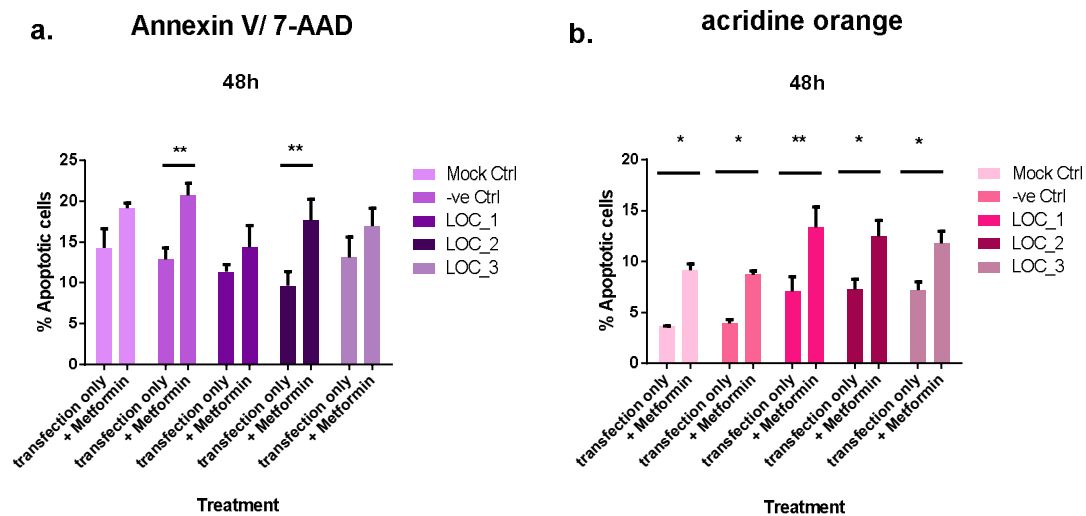 a.
Annexin V/ 7-AAD
48h
**
**
% Apoptotic cells
25
20
15
10
5
0
transfection only
+ Metformin
transfection only
+ Metformin
transfection only
+ Metformin
transfection only
+ Metformin
transfection only
+ Metformin
Treatment
Mock Ctrl
-ve Ctrl
LOC_1
LOC_2
LOC_3
b.
acridine orange
48h
*
*
**
*
*
% Apoptotic cells
20
15
10
5
0
transfection only
+ Metformin
transfection only
+ Metformin
transfection only
+ Metformin
transfection only
+ Metformin
transfection only
+ Metformin
Treatment
Mock Ctrl
-ve Ctrl
LOC_1
LOC_2
LOC_3